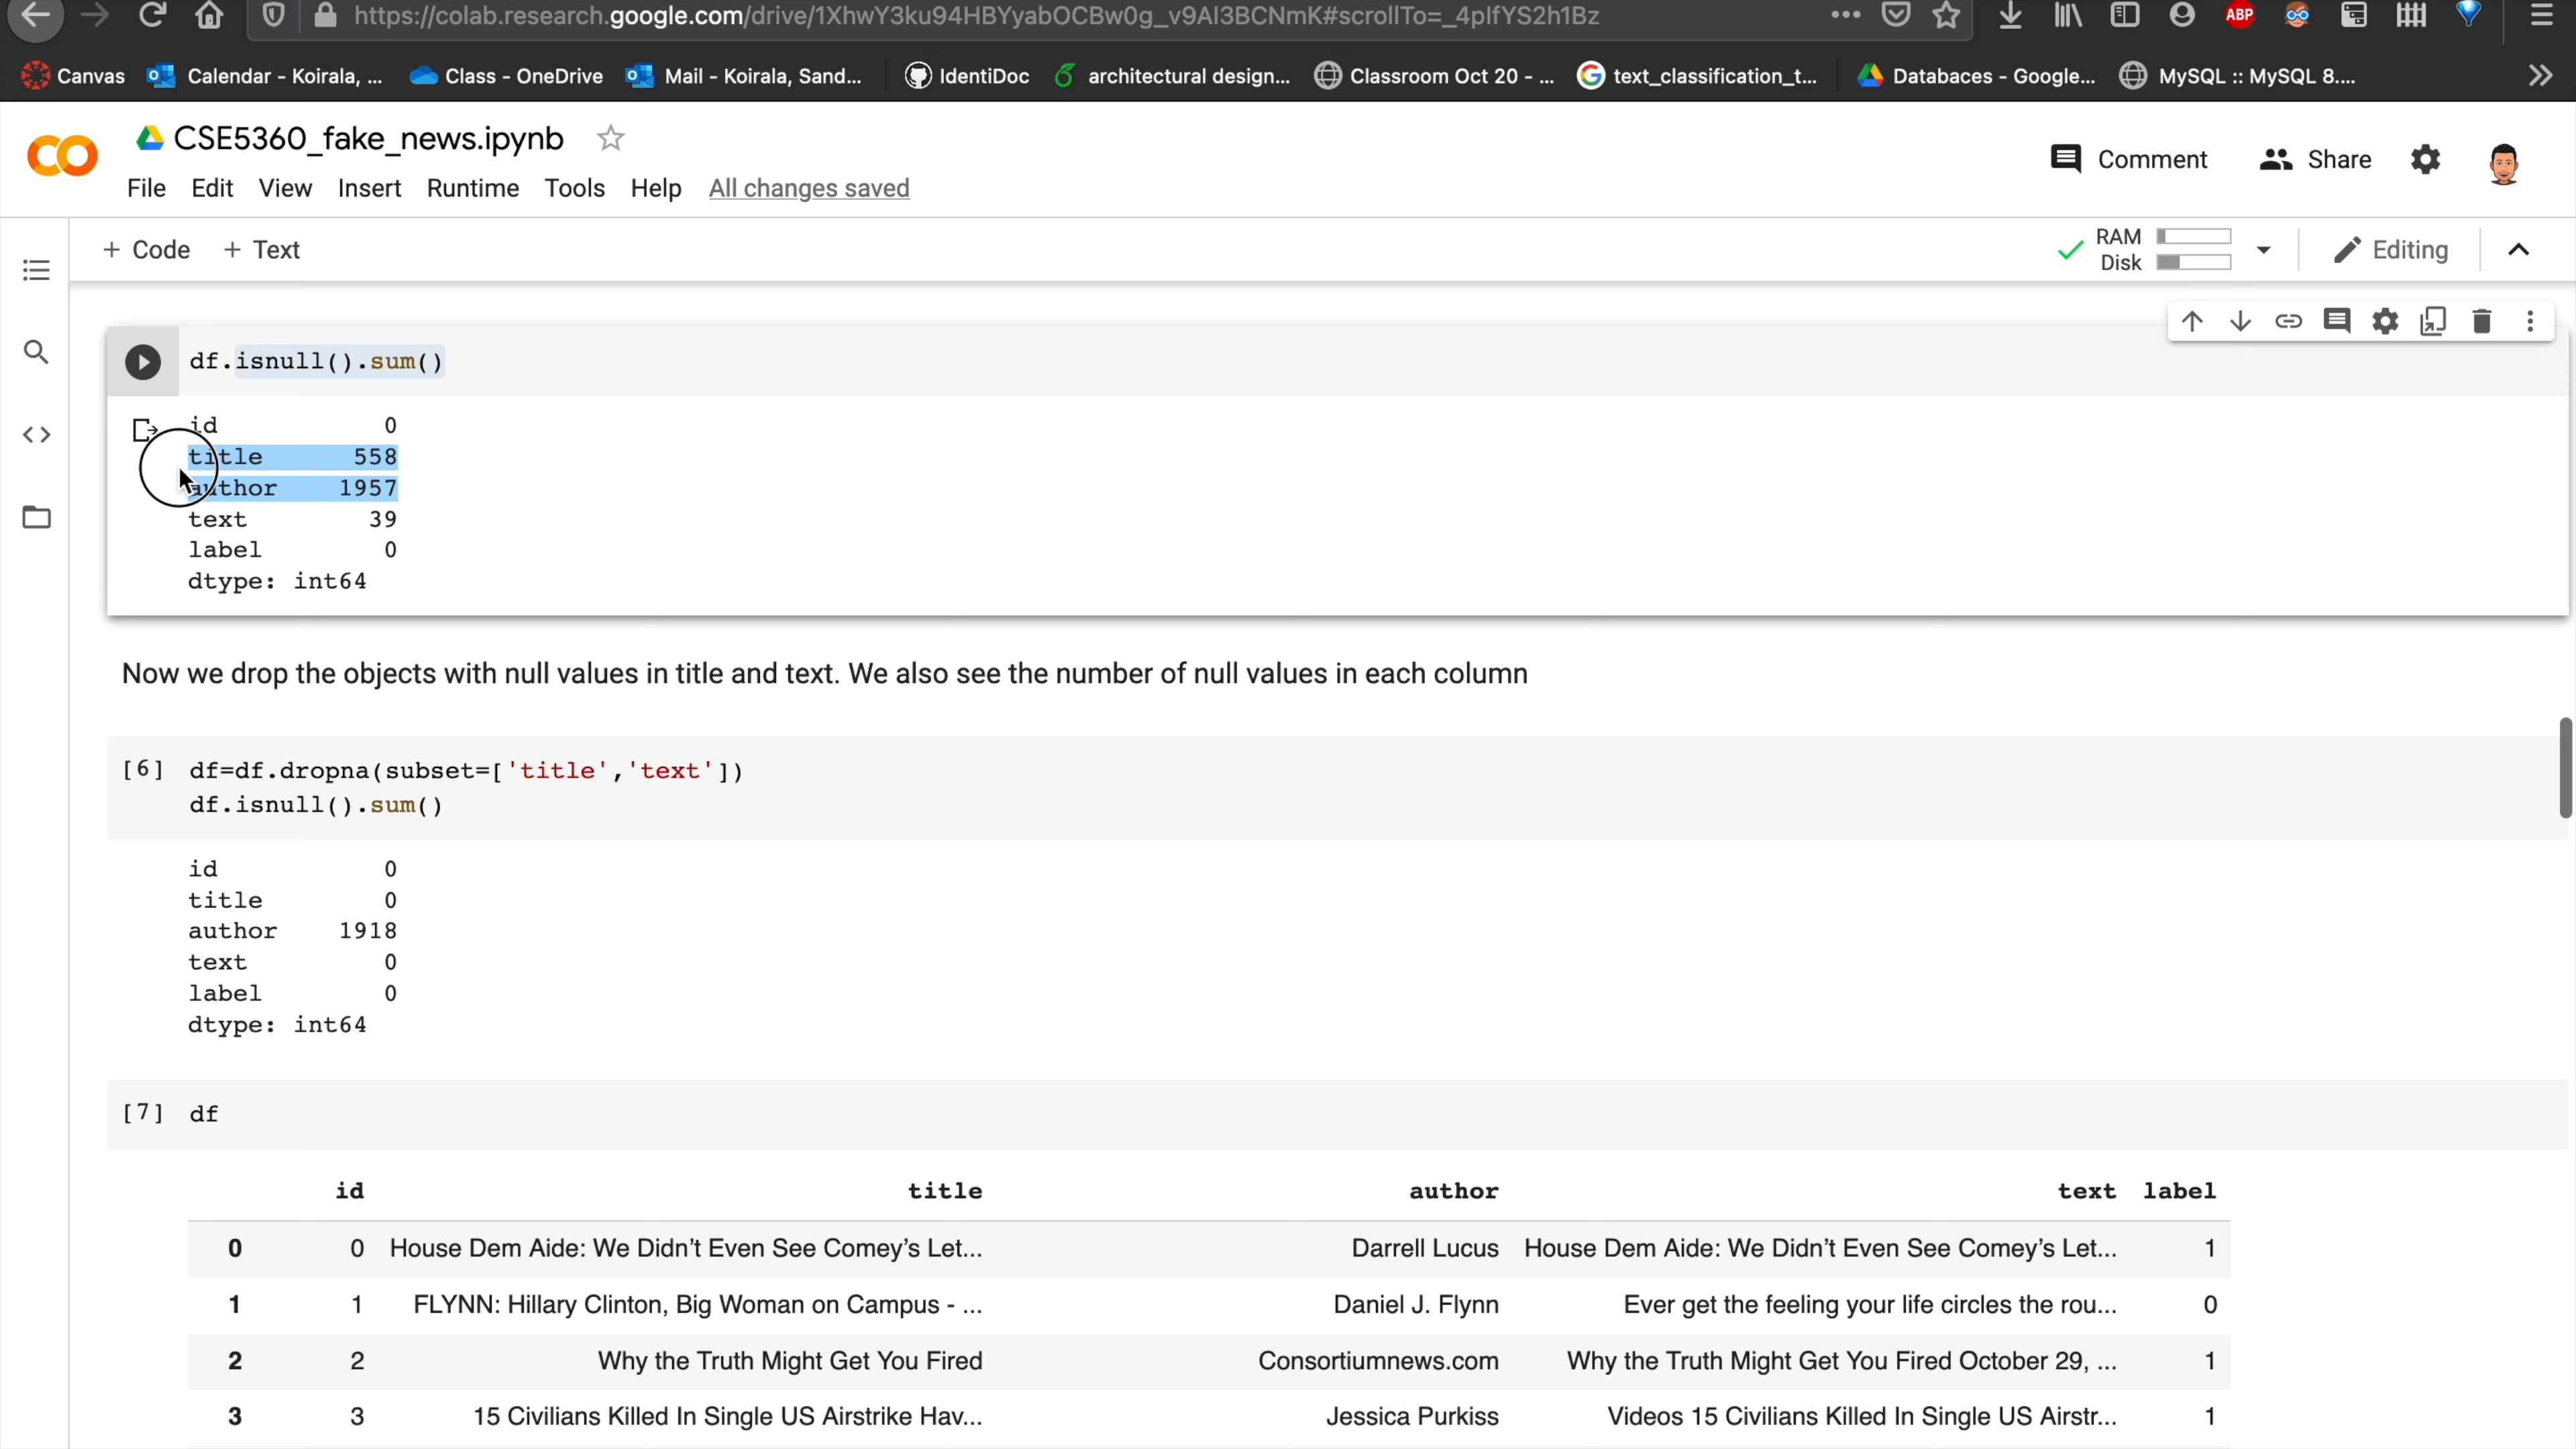 https://colab.research.google.com/drive/1XhwY3ku94HBYyabOCBw0g_v9AI3BCNmK#scrollTo=_4plfYS2h1Bz
ABP
Canvas Calendar - Koirala, ... Class - OneDrive Mail - Koirala, Sand... IdentiDoc architectural design... Classroom Oct 20 - ... text_classification_t... Databaces - Google... MySQL :: MySQL 8....
CSE5360_fake_news.ipynb
Comment Share
File Edit View Insert Runtime Tools Help All changes saved
+ Code + Text
RAM
Disk
Editing
df.isnull().sum()
id 0
title 558
author 1957
text 39
label 0
dtype: int64
Now we drop the objects with null values in title and text. We also see the number of null values in each column
[6] df=df.dropna(subset=['title','text'])
df.isnull().sum()
id 0
title 0
author 1918
text 0
label 0
dtype: int64
[7] df
id title author text label
0 0 House Dem Aide: We Didn’t Even See Comey’s Let... Darrell Lucus House Dem Aide: We Didn’t Even See Comey’s Let... 1
1 1 FLYNN: Hillary Clinton, Big Woman on Campus - ... Daniel J. Flynn Ever get the feeling your life circles the rou... 0
2 2 Why the Truth Might Get You Fired Consortiumnews.com Why the Truth Might Get You Fired October 29, ... 1
3 3 15 Civilians Killed In Single US Airstrike Hav... Jessica Purkiss Videos 15 Civilians Killed In Single US Airstr... 1